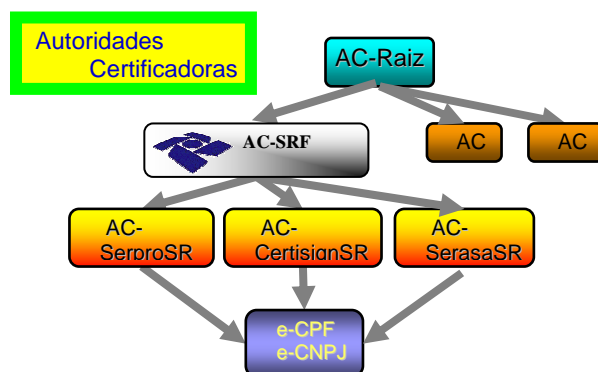 Autoridades
Certificadoras
AC-Raiz
AC-SRF
AC
AC
AC-
SerproSR
AC-
CertisignSR
AC-
SerasaSR
e-CPF
e-CNPJ